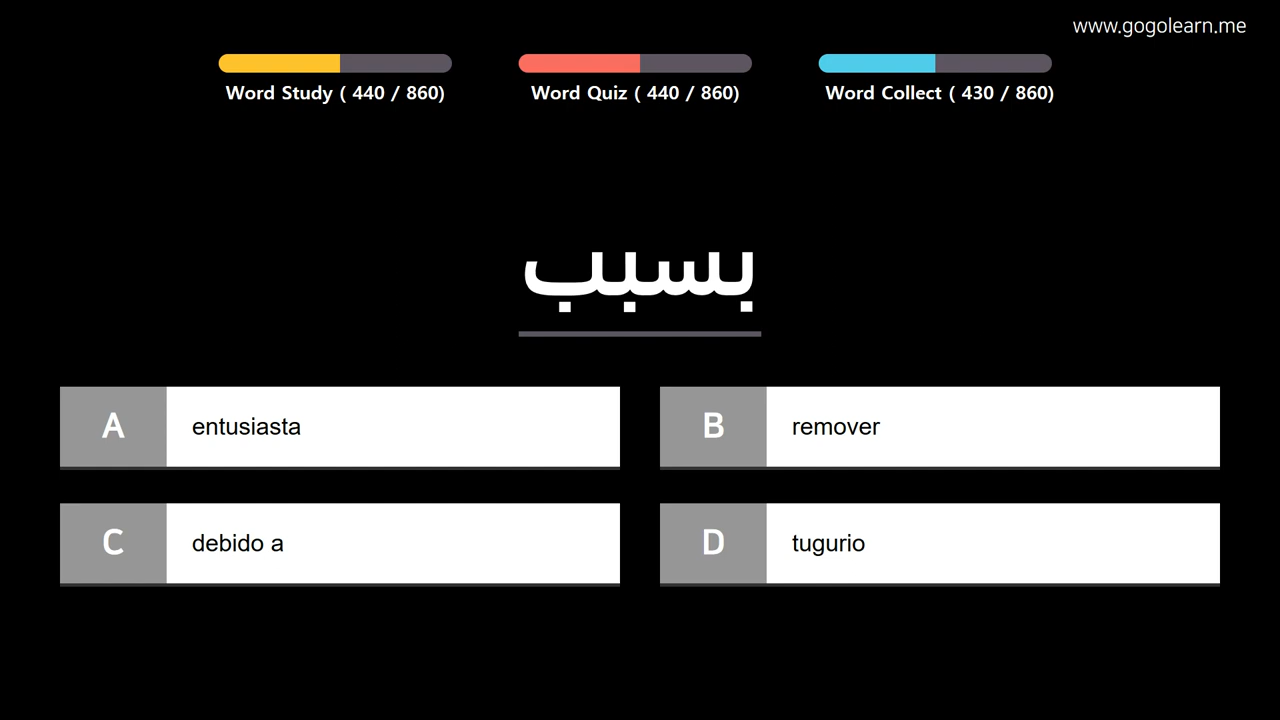 www.gogolearn.me
Word Study ( 440 / 860)
Word Quiz ( 440 / 860)
Word Collect ( 430 / 860)
بسبب
A entusiasta
B remover
C debido a
D tugurio